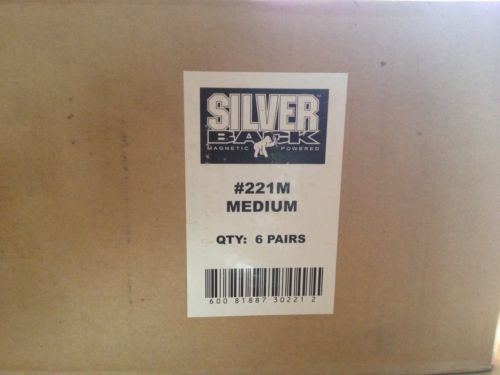 SILVER
BACK
MAGNETIC POWERED
#221M
MEDIUM
QTY: 6 PAIRS
600 81887 30221 2